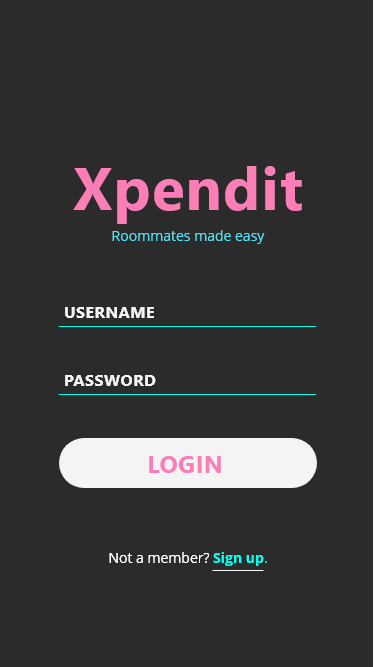 Xpendit
Roommates made easy
USERNAME
PASSWORD
LOGIN
Not a member? Sign up.